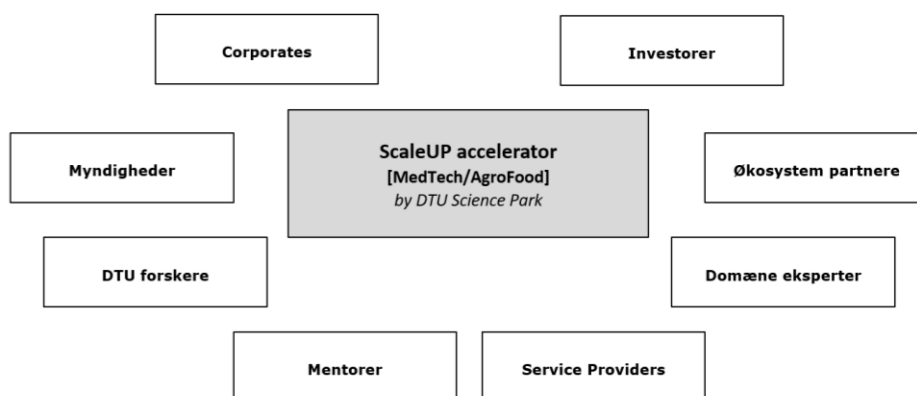 Corporates
Investorer
ScaleUP accelerator
[MedTech/AgroFood]
by DTU Science Park
Myndigheder
Økosystem partnere
DTU forskere
Domæne eksperter
Mentorer
Service Providers